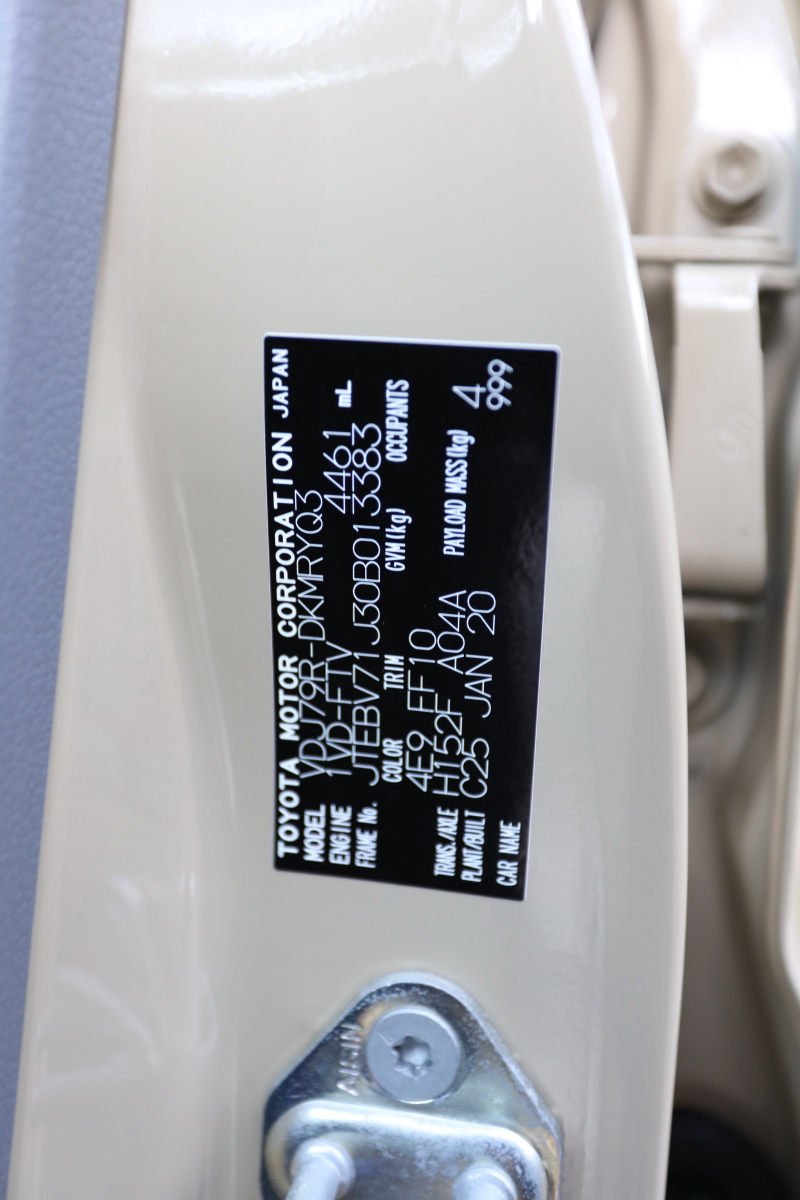 TOYOTA MOTOR CORPORATION JAPAN
MODEL VDJ79R-DKMRYQ3
ENGINE 1VD-FTV 4461 mL
FRAME No. JTEBV71J30B013383
COLOR TRIM GVM(kg) OCCUPANTS
4E9 FF10 4
TRANS./AXLE H152F A04A PAYLOAD MASS(kg) 999
PLANT/BUILT C25 JAN 20
CAR NAME
AISIN